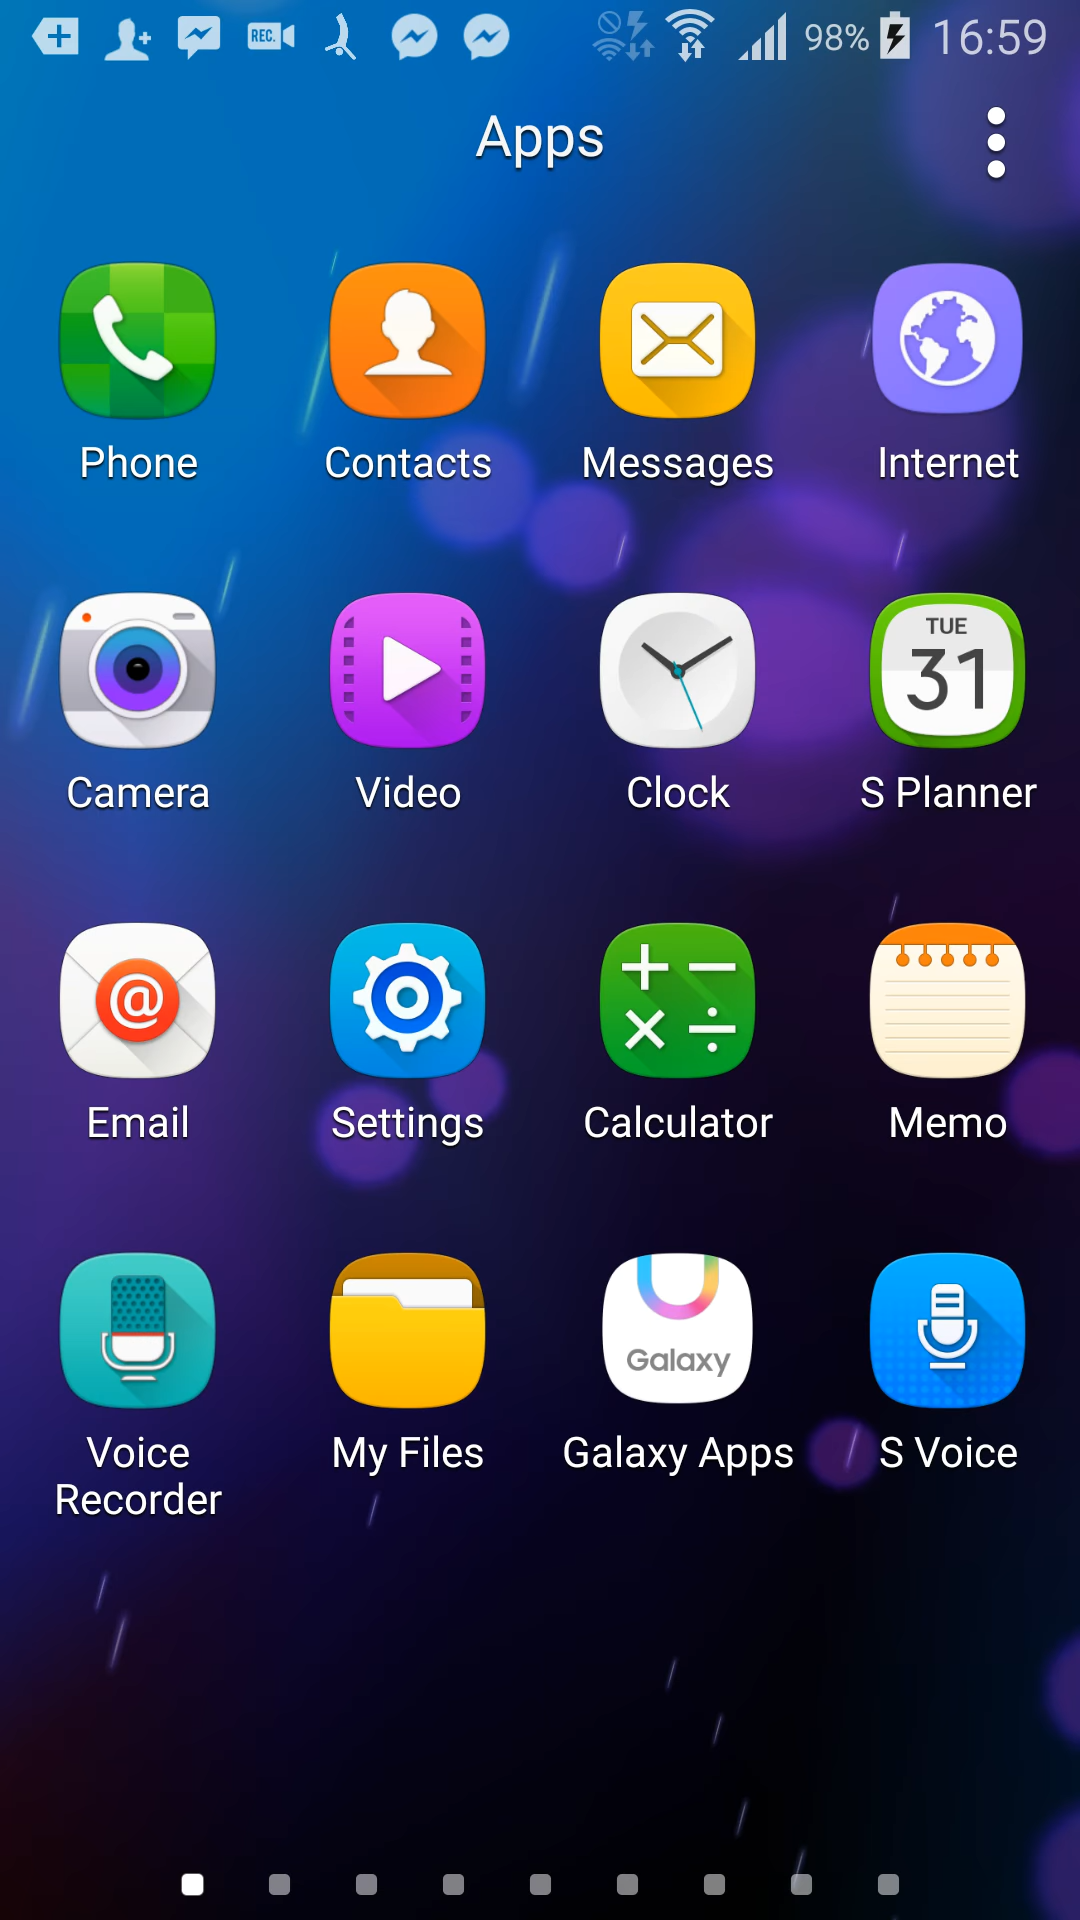 REC.
98%
16:59
Apps
Phone
Contacts
Messages
Internet
TUE
31
Camera
Video
Clock
S Planner
@
Email
Settings
Calculator
Memo
Galaxy
Voice
Recorder
My Files
Galaxy Apps
S Voice